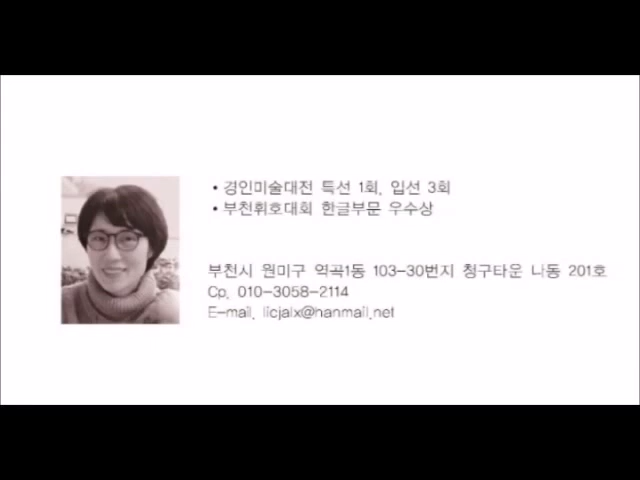 • 경인미술대전 특선 1회, 입선 3회
• 부천휘호대회 한글부문 우수상
부천시 원미구 역곡1동 103-30번지 청구타운 나동 201호
Cp. 010-3058-2114
E-mail. licjalx@hanmail.net